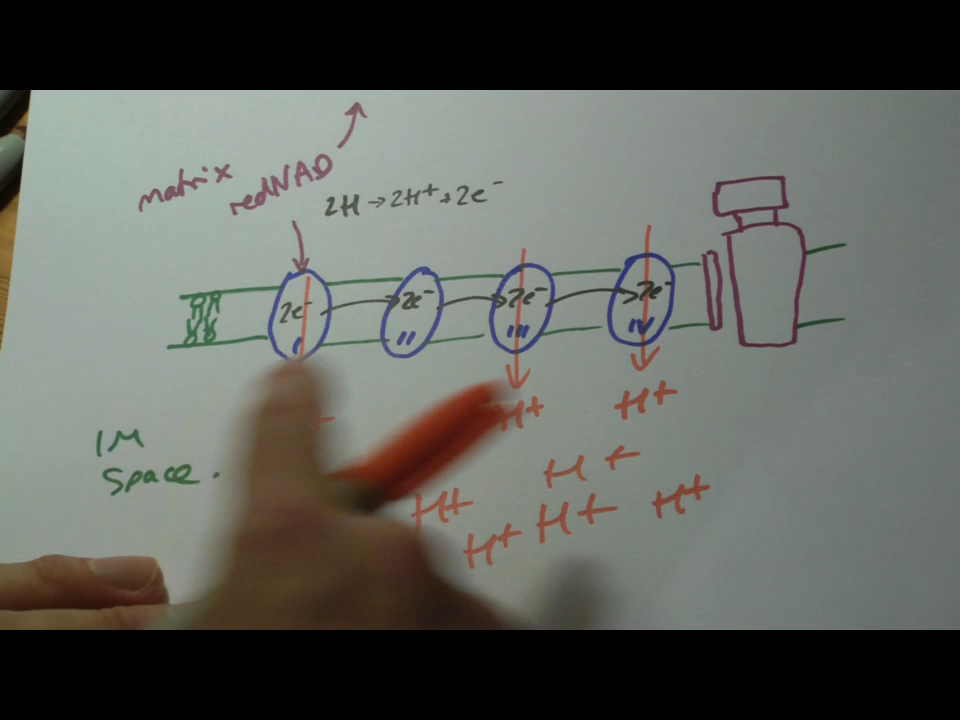 matrix
redNAD
2H → 2H⁺ + 2e⁻
2e⁻ 2e⁻ 2e⁻ 2e⁻
I II III IV
H+ H+
IM
Space.
H+ H+ H+
H+ H+